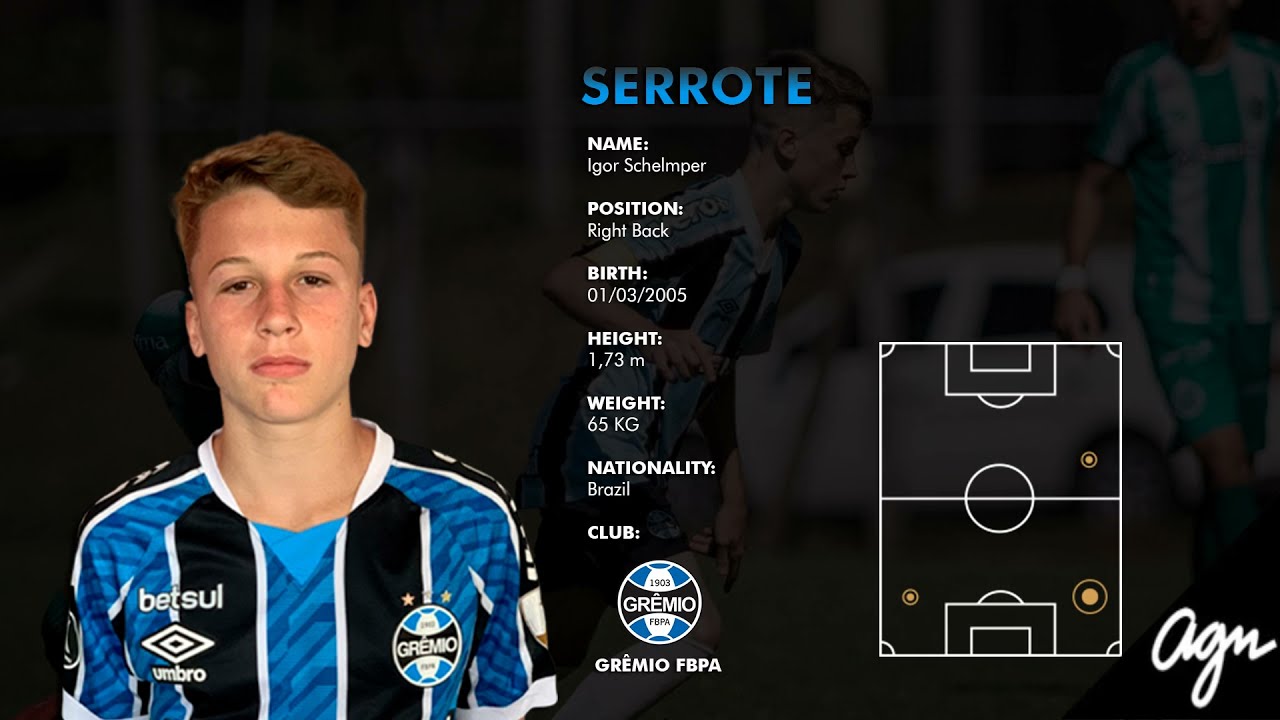 SERROTE
NAME:
Igor Schelmper
POSITION:
Right Back
BIRTH:
01/03/2005
HEIGHT:
1,73 m
WEIGHT:
65 KG
NATIONALITY:
Brazil
CLUB:
1903
GRÊMIO
FBPA
GRÊMIO FBPA
betsul
umbro
GRÊMIO
FBPA
agn